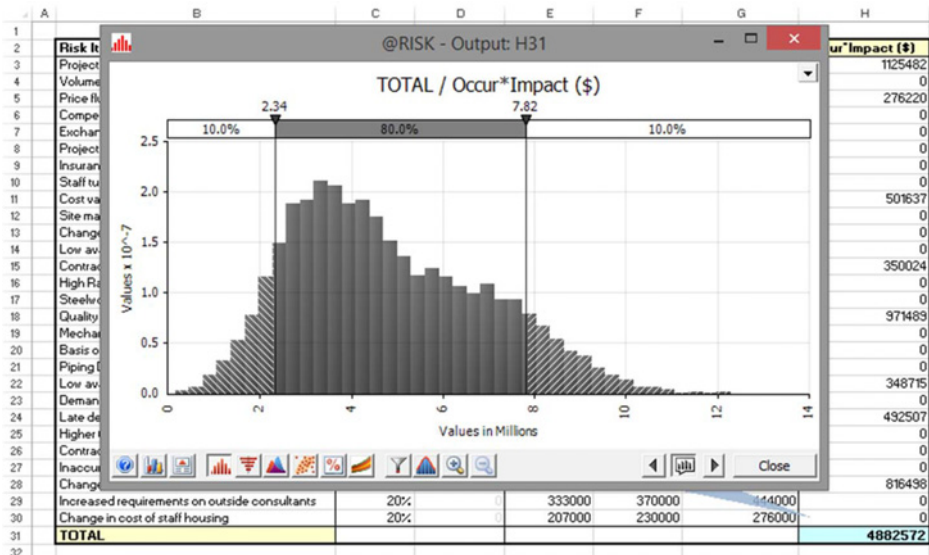 A B C D E F G H
1
2 Risk It ur*Impact ($)
3 Project 1125482
4 Volume 0
5 Price flu 276220
6 Compe 0
7 Exchan 0
8 Project 0
9 Insuran 0
10 Staff tu 0
11 Cost va 501637
12 Site ma 0
13 Change 0
14 Low av 0
15 Contrac 350024
16 High Ra 0
17 Steelwo 0
18 Quality 971489
19 Mechar 0
20 Basis o 0
21 Piping D 0
22 Low av 348715
23 Deman 0
24 Late de 492507
25 Higher 0
26 Contrac 0
27 Inaccu 0
28 Change 816498
29 Increased requirements on outside consultants 20% 0 333000 370000 444000 0
30 Change in cost of staff housing 20% 0 207000 230000 276000 0
31 TOTAL 4882572
32
@RISK - Output: H31
TOTAL / Occur*Impact ($)
2.34 7.82
10.0% 80.0% 10.0%
2.5
2.0
1.5
1.0
0.5
0.0
Values x 10^-7
0 2 4 6 8 10 12 14
Values in Millions
Close